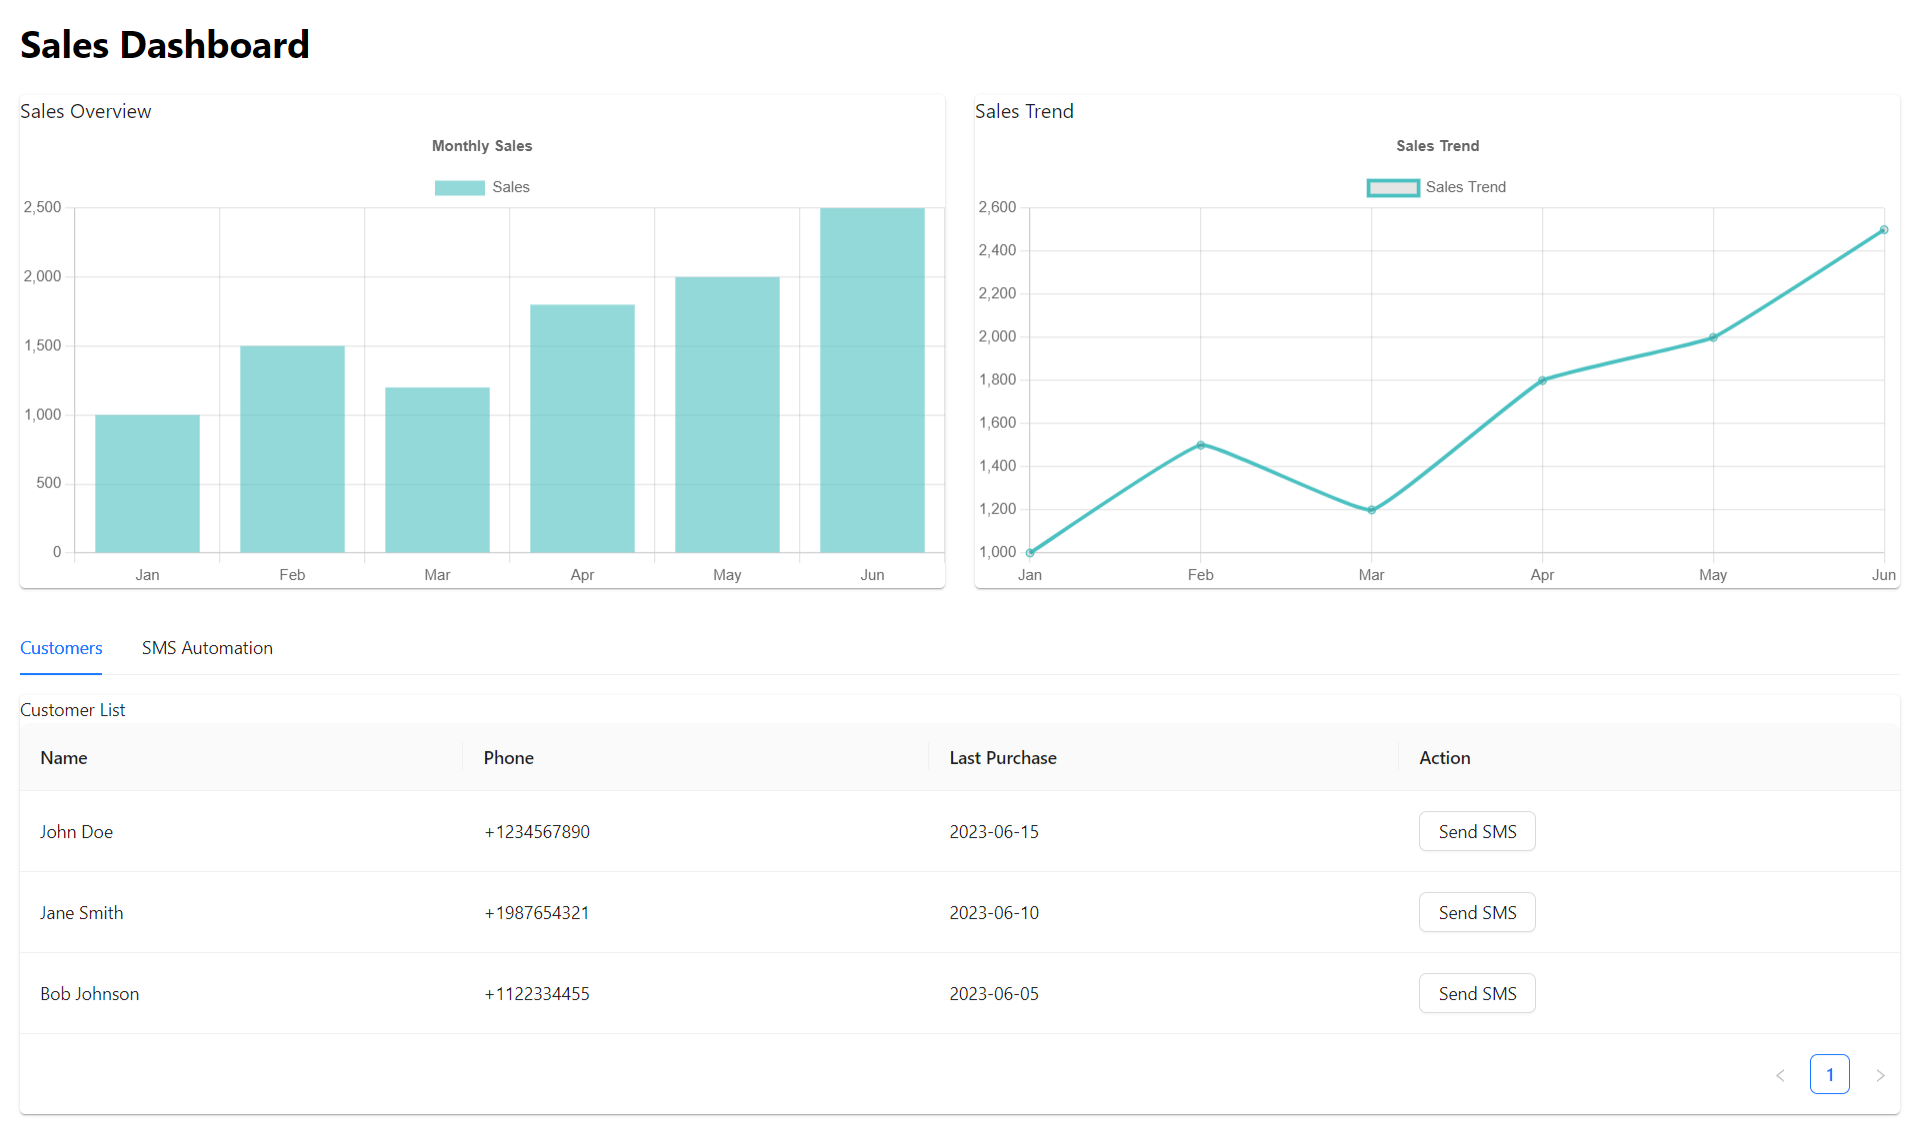 Sales Dashboard
Sales Overview
Monthly Sales
Sales
2,500
2,000
1,500
1,000
500
0
Jan Feb Mar Apr May Jun
Sales Trend
Sales Trend
Sales Trend
2,600
2,400
2,200
2,000
1,800
1,600
1,400
1,200
1,000
Jan Feb Mar Apr May Jun
Customers SMS Automation
Customer List
Name Phone Last Purchase Action
John Doe +1234567890 2023-06-15 Send SMS
Jane Smith +1987654321 2023-06-10 Send SMS
Bob Johnson +1122334455 2023-06-05 Send SMS
1